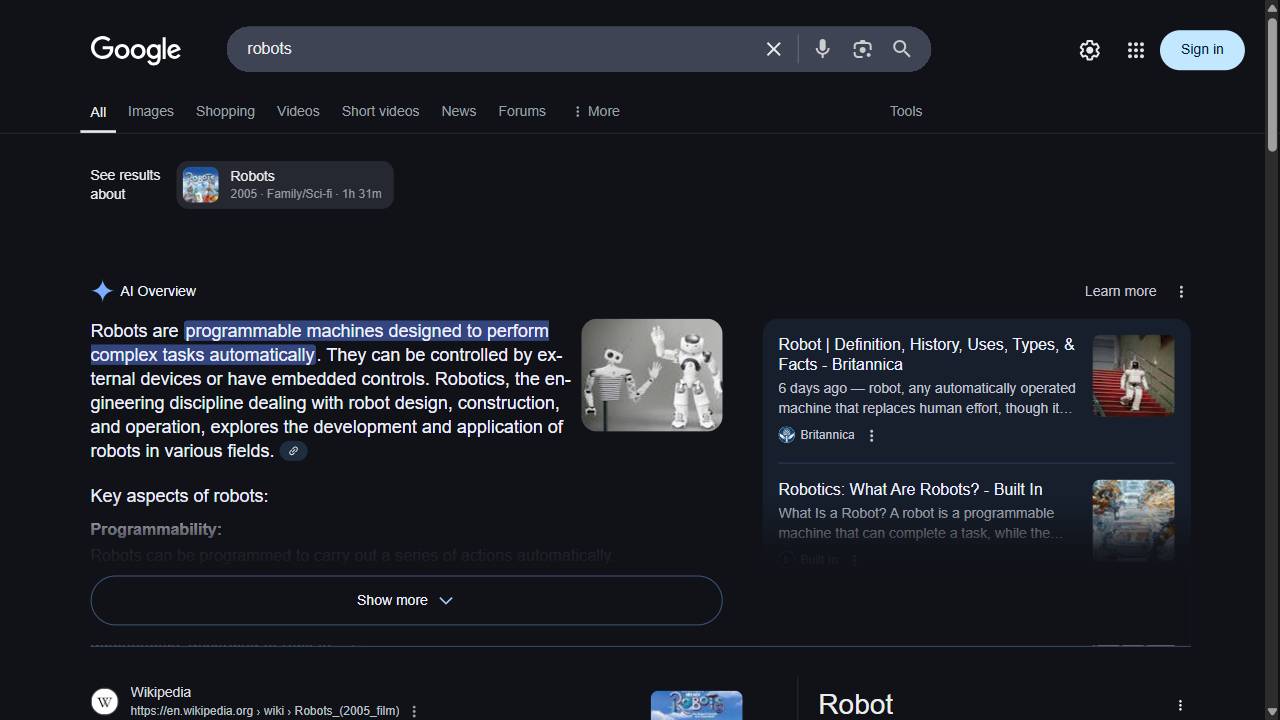 Google
robots
Sign in
All
Images
Shopping
Videos
Short videos
News
Forums
More
Tools
See results
about
Robots
2005 · Family/Sci-fi · 1h 31m
AI Overview
Learn more
Robots are programmable machines designed to perform
complex tasks automatically. They can be controlled by ex-
ternal devices or have embedded controls. Robotics, the en-
gineering discipline dealing with robot design, construction,
and operation, explores the development and application of
robots in various fields.
Key aspects of robots:
Programmability:
Robots can be programmed to carry out a series of actions automatically.
Show more
Robot | Definition, History, Uses, Types, &
Facts - Britannica
6 days ago — robot, any automatically operated
machine that replaces human effort, though it...
Britannica
Robotics: What Are Robots? - Built In
What Is a Robot? A robot is a programmable
machine that can complete a task, while the...
Built In
W
Wikipedia
https://en.wikipedia.org › wiki › Robots_(2005_film)
ROBOTS
Robot